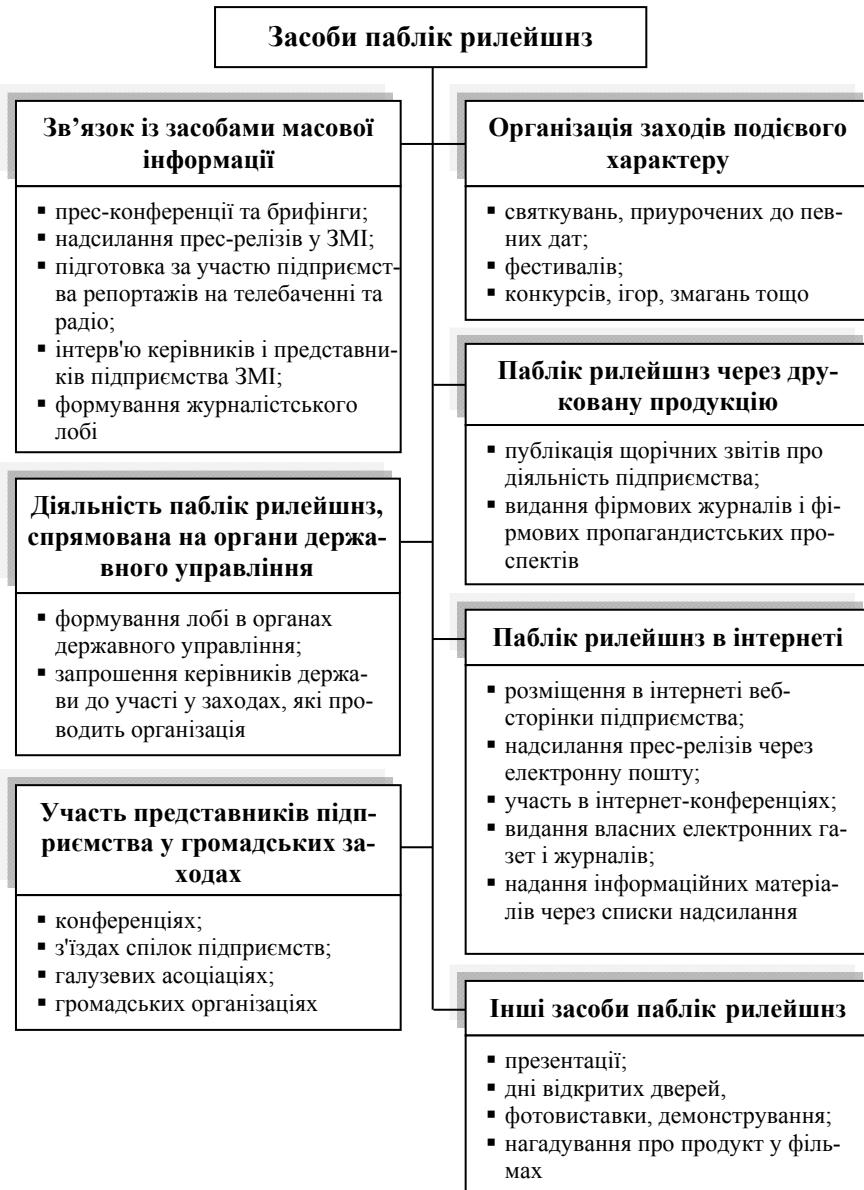 Засоби паблік рилейшнз
Зв’язок із засобами масової
інформації
▪ прес-конференції та брифінги;
▪ надсилання прес-релізів у ЗМІ;
▪ підготовка за участю підприємст-
ва репортажів на телебаченні та
радіо;
▪ інтерв'ю керівників і представни-
ків підприємства ЗМІ;
▪ формування журналістського
лобі
Діяльність паблік рилейшнз,
спрямована на органи держа-
вного управління
▪ формування лобі в органах
державного управління;
▪ запрошення керівників держа-
ви до участі у заходах, які про-
водить організація
Участь представників підп-
риємства у громадських за-
ходах
▪ конференціях;
▪ з'їздах спілок підприємств;
▪ галузевих асоціаціях;
▪ громадських організаціях
Організація заходів подієвого
характеру
▪ святкувань, приурочених до пев-
них дат;
▪ фестивалів;
▪ конкурсів, ігор, змагань тощо
Паблік рилейшнз через дру-
ковану продукцію
▪ публікація щорічних звітів про
діяльність підприємства;
▪ видання фірмових журналів і фі-
рмових пропагандистських про-
спектів
Паблік рилейшнз в інтернеті
▪ розміщення в інтернеті веб-
сторінки підприємства;
▪ надсилання прес-релізів через
електронну пошту;
▪ участь в інтернет-конференціях;
▪ видання власних електронних га-
зет і журналів;
▪ надання інформаційних матеріа-
лів через списки надсилання
Інші засоби паблік рилейшнз
▪ презентації;
▪ дні відкритих дверей,
▪ фотовиставки, демонстрування;
▪ нагадування про продукт у філь-
мах